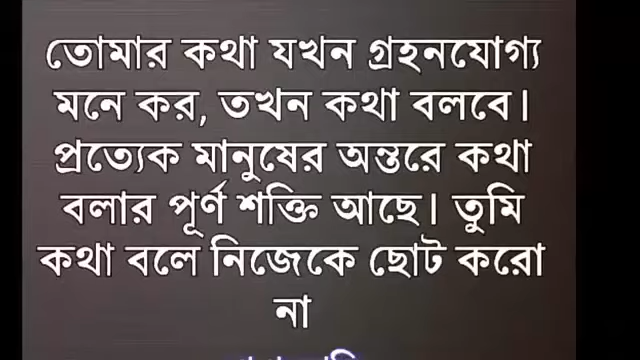 তোমার কথা যখন গ্রহনযোগ্য
মনে কর, তখন কথা বলবে।
প্রত্যেক মানুষের অন্তরে কথা
বলার পূর্ণ শক্তি আছে। তুমি
কথা বলে নিজেকে ছোট করো
না